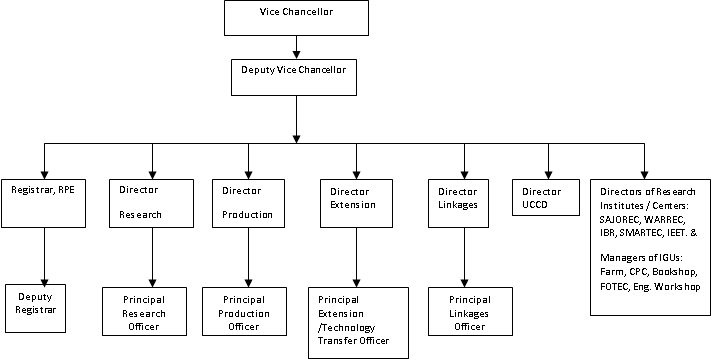 Vice Chancellor
Deputy Vice Chancellor
Registrar, RPE
Director
Research
Director
Production
Director
Extension
Director
Linkages
Director
UCCD
Directors of Research
Institutes / Centers:
SAJOREC, WARREC,
IBR, SMARTEC, IEET. &
Managers of IGUs:
Farm, CPC, Bookshop,
FOTEC, Eng. Workshop
Deputy
Registrar
Principal
Research
Officer
Principal
Production
Officer
Principal
Extension
/Technology
Transfer Officer
Principal
Linkages
Officer